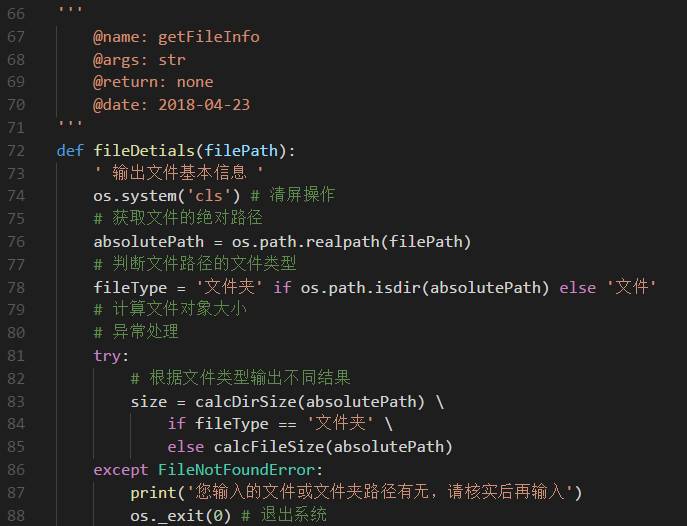 66 '''
67 @name: getFileInfo
68 @args: str
69 @return: none
70 @date: 2018-04-23
71 '''
72 def fileDetials(filePath):
73 ' 输出文件基本信息 '
74 os.system('cls') # 清屏操作
75 # 获取文件的绝对路径
76 absolutePath = os.path.realpath(filePath)
77 # 判断文件路径的文件类型
78 fileType = '文件夹' if os.path.isdir(absolutePath) else '文件'
79 # 计算文件对象大小
80 # 异常处理
81 try:
82 # 根据文件类型输出不同结果
83 size = calcDirSize(absolutePath) \
84 if fileType == '文件夹' \
85 else calcFileSize(absolutePath)
86 except FileNotFoundError:
87 print('您输入的文件或文件夹路径有无，请核实后再输入')
88 os._exit(0) # 退出系统